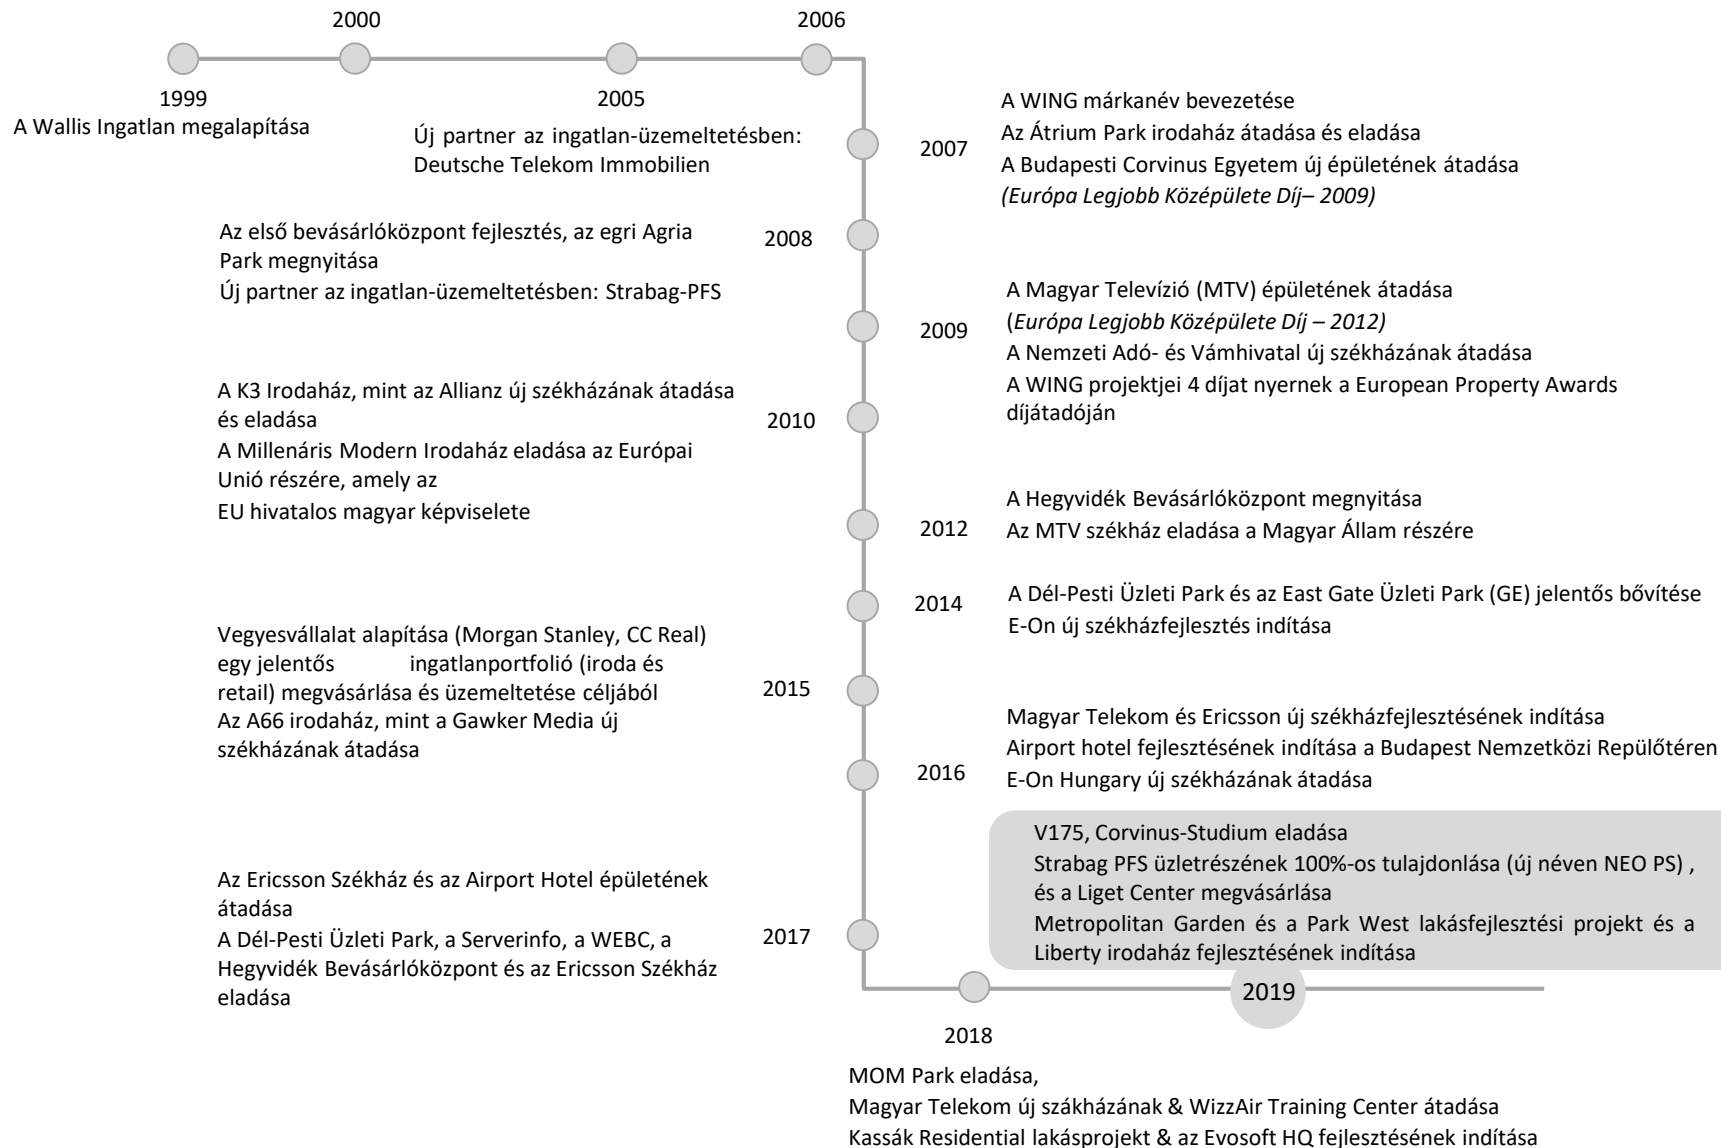 2000
2006
1999
A Wallis Ingatlan megalapítása
2005
Új partner az ingatlan-üzemeltetésben:
Deutsche Telekom Immobilien
2007
A WING márkanév bevezetése
Az Átrium Park irodaház átadása és eladása
A Budapesti Corvinus Egyetem új épületének átadása
(Európa Legjobb Középülete Díj– 2009)
Az első bevásárlóközpont fejlesztés, az egri Agria
Park megnyitása
Új partner az ingatlan-üzemeltetésben: Strabag-PFS
2008
2009
A Magyar Televízió (MTV) épületének átadása
(Európa Legjobb Középülete Díj – 2012)
A Nemzeti Adó- és Vámhivatal új székházának átadása
A WING projektjei 4 díjat nyernek a European Property Awards
díjátadóján
A K3 Irodaház, mint az Allianz új székházának átadása
és eladása
A Millenáris Modern Irodaház eladása az Európai
Unió részére, amely az
EU hivatalos magyar képviselete
2010
2012
A Hegyvidék Bevásárlóközpont megnyitása
Az MTV székház eladása a Magyar Állam részére
2014
A Dél-Pesti Üzleti Park és az East Gate Üzleti Park (GE) jelentős bővítése
E-On új székházfejlesztés indítása
Vegyesvállalat alapítása (Morgan Stanley, CC Real)
egy jelentős ingatlanportfolió (iroda és
retail) megvásárlása és üzemeltetése céljából
Az A66 irodaház, mint a Gawker Media új
székházának átadása
2015
2016
Magyar Telekom és Ericsson új székházfejlesztésének indítása
Airport hotel fejlesztésének indítása a Budapest Nemzetközi Repülőtéren
E-On Hungary új székházának átadása
V175, Corvinus-Studium eladása
Strabag PFS üzletrészének 100%-os tulajdonlása (új néven NEO PS) ,
és a Liget Center megvásárlása
Metropolitan Garden és a Park West lakásfejlesztési projekt és a
Liberty irodaház fejlesztésének indítása
Az Ericsson Székház és az Airport Hotel épületének
átadása
A Dél-Pesti Üzleti Park, a Serverinfo, a WEBC, a
Hegyvidék Bevásárlóközpont és az Ericsson Székház
eladása
2017
2019
2018
MOM Park eladása,
Magyar Telekom új szákházának & WizzAir Training Center átadása
Kassák Residential lakásprojekt & az Evosoft HQ fejlesztésének indítása